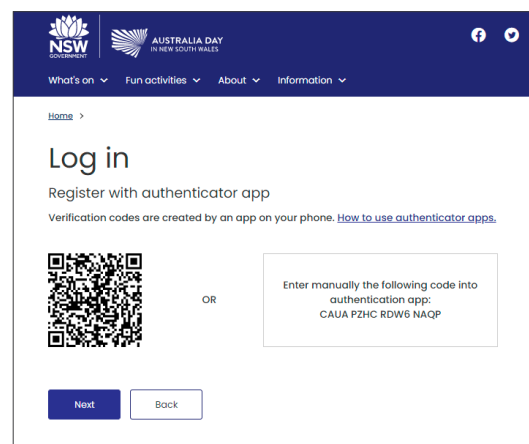 NSW
GOVERNMENT
AUSTRALIA DAY
IN NEW SOUTH WALES
What's on
Fun activities
About
Information
Home >
Log in
Register with authenticator app
Verification codes are created by an app on your phone. How to use authenticator apps.
OR
Enter manually the following code into
authentication app:
CAUA PZHC RDW6 NAQP
Next
Back